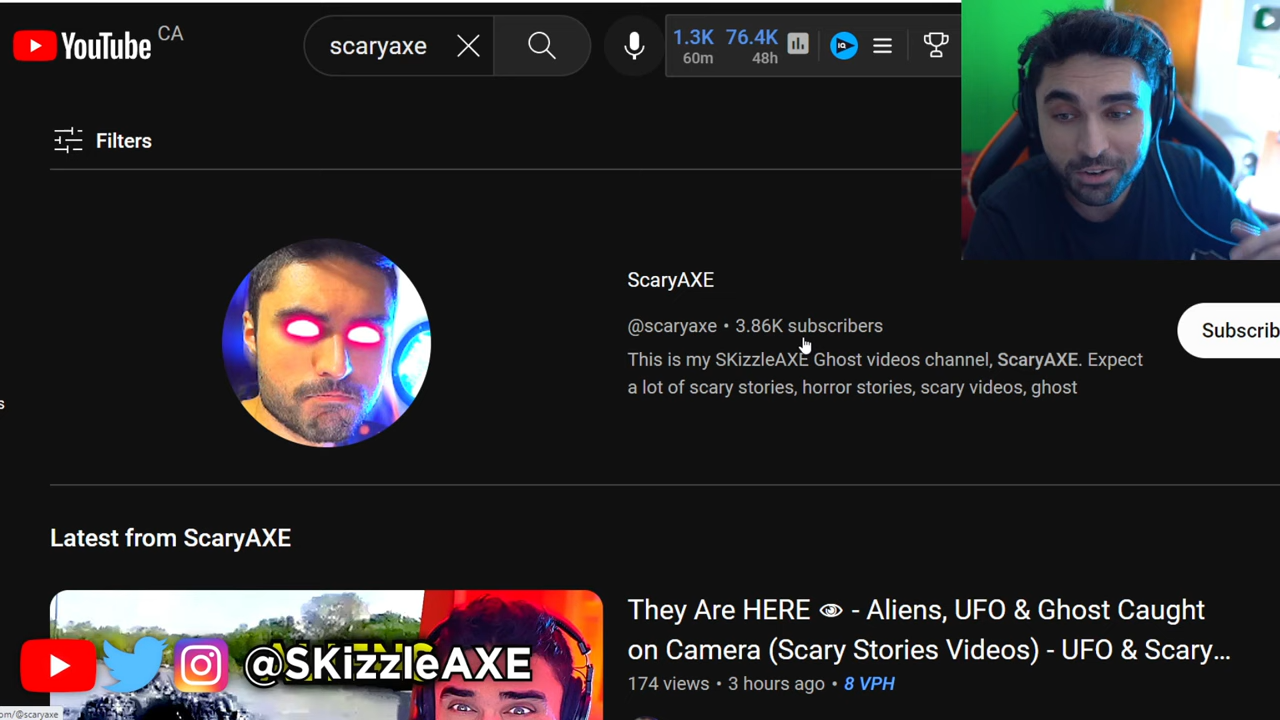 YouTube CA
scaryaxe
1.3K 76.4K
60m 48h
IQ
Filters
ScaryAXE
@scaryaxe • 3.86K subscribers
Subscrib
This is my SKizzleAXE Ghost videos channel, ScaryAXE. Expect
a lot of scary stories, horror stories, scary videos, ghost
s
Latest from ScaryAXE
They Are HERE 👁 - Aliens, UFO & Ghost Caught
on Camera (Scary Stories Videos) - UFO & Scary...
174 views • 3 hours ago • 8 VPH
@SKizzleAXE
om/@scaryaxe